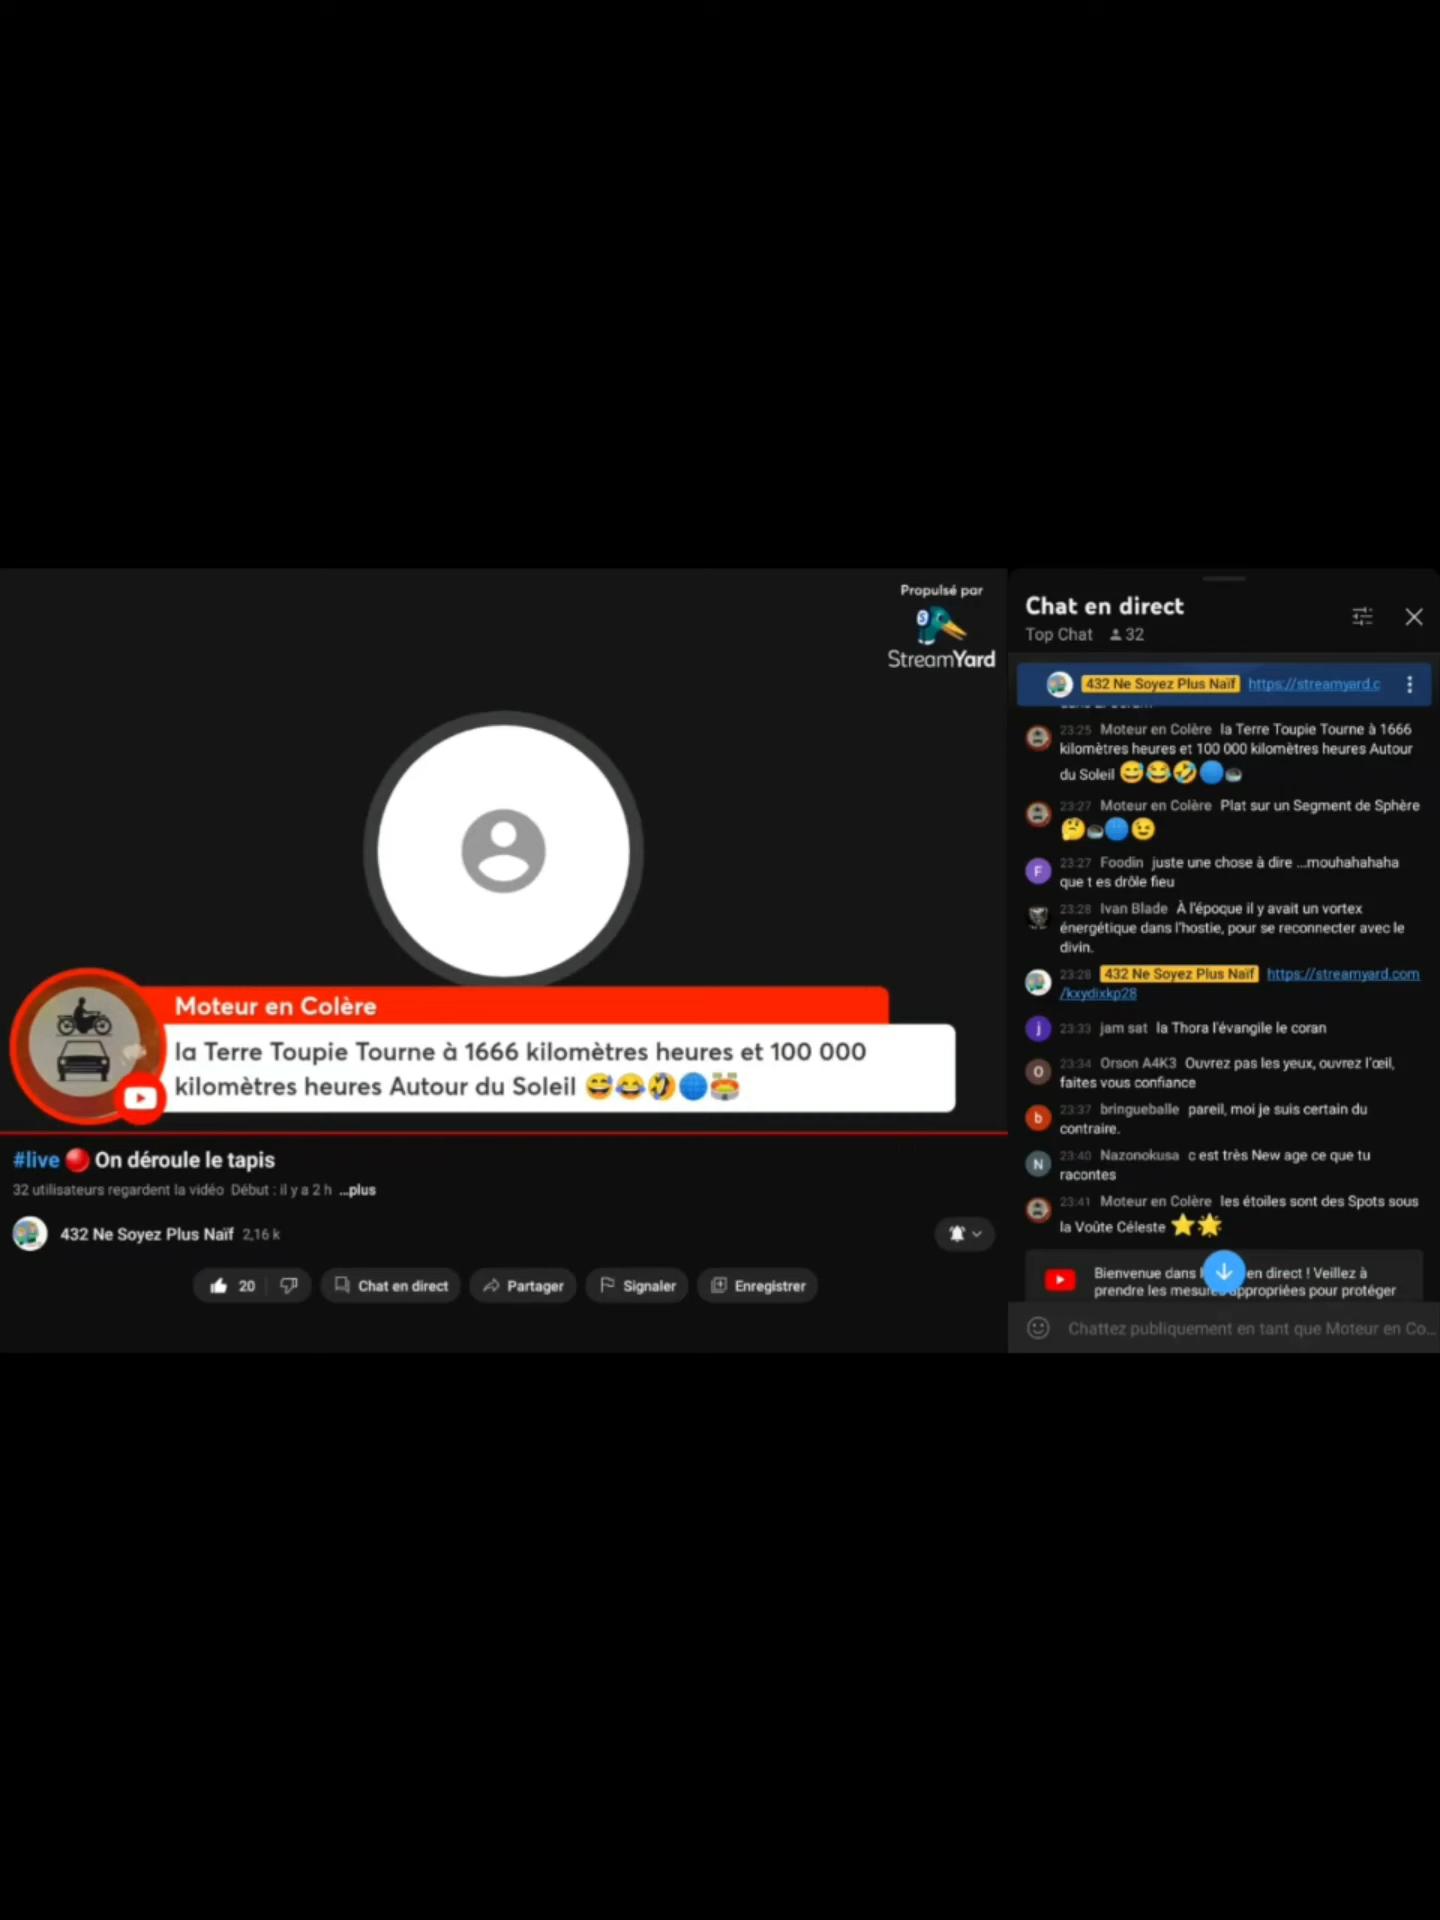 Propulsé par
StreamYard
Moteur en Colère
la Terre Toupie Tourne à 1666 kilomètres heures et 100 000
kilomètres heures Autour du Soleil 😅😂🤣🔵🏟️
#live 🔴 On déroule le tapis
32 utilisateurs regardent la vidéo Début : il y a 2 h ...plus
432 Ne Soyez Plus Naïf 2,16 k
20
Chat en direct
Partager
Signaler
Enregistrer
Chat en direct
Top Chat 32
432 Ne Soyez Plus Naïf https://streamyard.c
23:25 Moteur en Colère la Terre Toupie Tourne à 1666
kilomètres heures et 100 000 kilomètres heures Autour
du Soleil 😅😂🤣🔵
23:27 Moteur en Colère Plat sur un Segment de Sphère
🤔🔵😉
F
23:27 Foodin juste une chose à dire ...mouhahahaha
que t es drôle fieu
23:28 Ivan Blade À l'époque il y avait un vortex
énergétique dans l'hostie, pour se reconnecter avec le
divin.
23:28 432 Ne Soyez Plus Naïf https://streamyard.com
/kxydixkp28
j
23:33 jam sat la Thora l'évangile le coran
O
23:34 Orson A4K3 Ouvrez pas les yeux, ouvrez l'œil,
faites vous confiance
b
23:37 bringueballe pareil, moi je suis certain du
contraire.
N
23:40 Nazonokusa c est très New age ce que tu
racontes
23:41 Moteur en Colère les étoiles sont des Spots sous
la Voûte Céleste ⭐🌟
Bienvenue dans en direct ! Veillez à
prendre les mesures appropriées pour protéger
Chattez publiquement en tant que Moteur en Co...